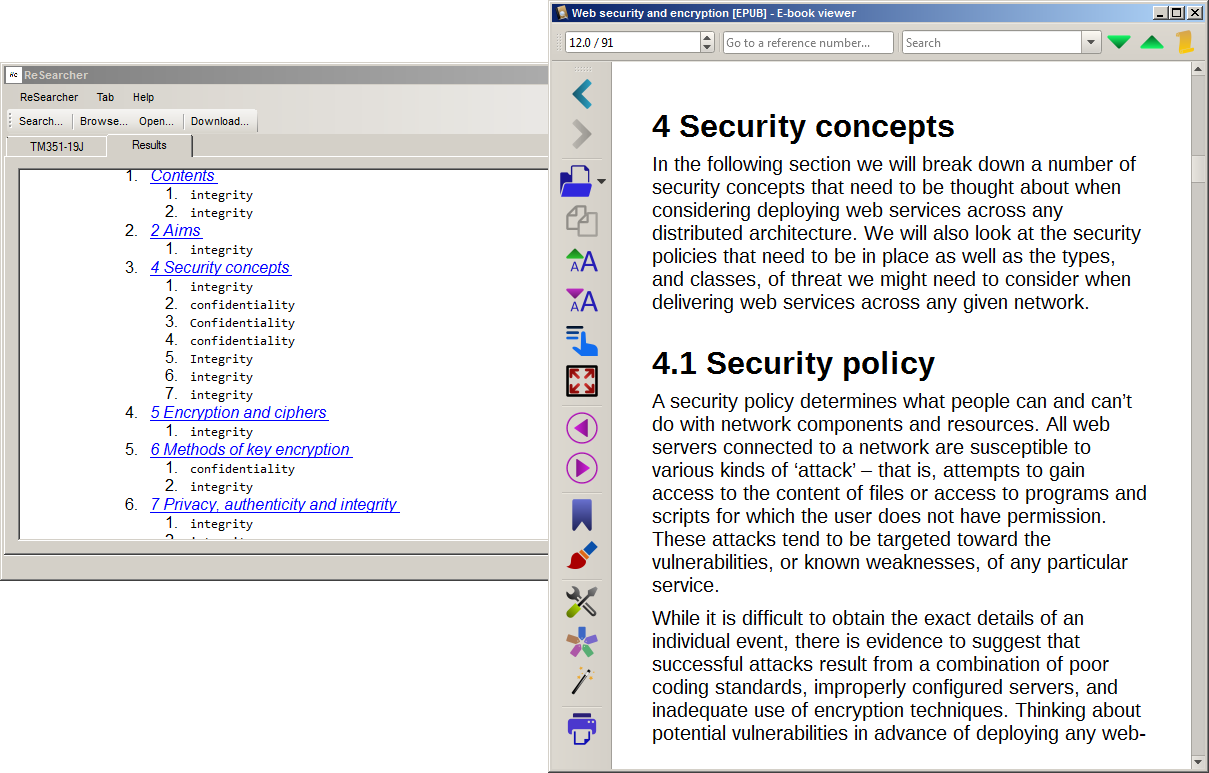 ReSearcher
ReSearcher Tab Help
Search... Browse... Open... Download...
TM351-19J Results
1. Contents
1. integrity
2. integrity
2. 2 Aims
1. integrity
3. 4 Security concepts
1. integrity
2. confidentiality
3. Confidentiality
4. confidentiality
5. Integrity
6. integrity
7. integrity
4. 5 Encryption and ciphers
1. integrity
5. 6 Methods of key encryption
1. confidentiality
2. integrity
6. 7 Privacy, authenticity and integrity
1. integrity
Web security and encryption [EPUB] - E-book viewer
12.0 / 91 Go to a reference number... Search
4 Security concepts
In the following section we will break down a number of
security concepts that need to be thought about when
considering deploying web services across any
distributed architecture. We will also look at the security
policies that need to be in place as well as the types,
and classes, of threat we might need to consider when
delivering web services across any given network.
4.1 Security policy
A security policy determines what people can and can’t
do with network components and resources. All web
servers connected to a network are susceptible to
various kinds of ‘attack’ – that is, attempts to gain
access to the content of files or access to programs and
scripts for which the user does not have permission.
These attacks tend to be targeted toward the
vulnerabilities, or known weaknesses, of any particular
service.
While it is difficult to obtain the exact details of an
individual event, there is evidence to suggest that
successful attacks result from a combination of poor
coding standards, improperly configured servers, and
inadequate use of encryption techniques. Thinking about
potential vulnerabilities in advance of deploying any web-